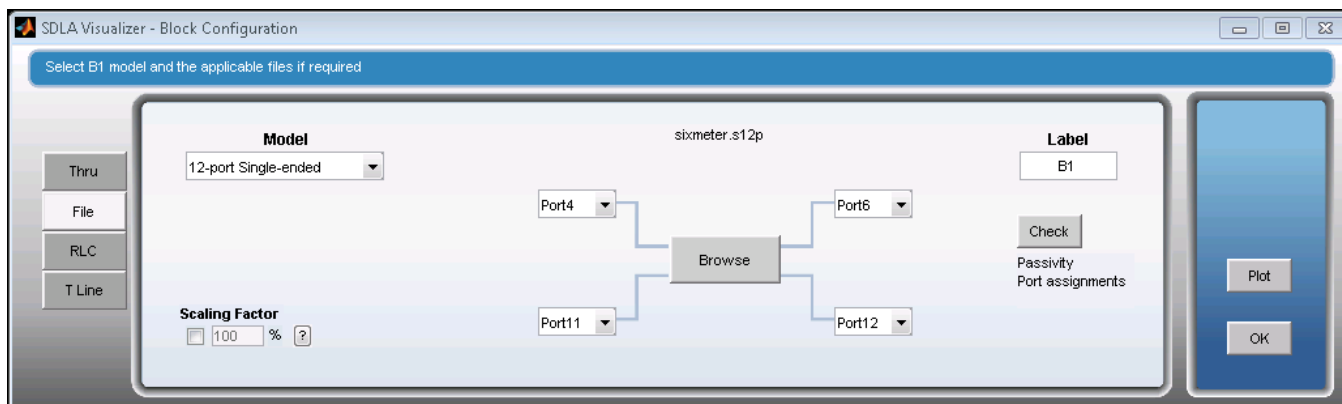 SDLA Visualizer - Block Configuration
Select B1 model and the applicable files if required
Thru
File
RLC
T Line
Model
12-port Single-ended
Scaling Factor
100 % ?
sixmeter.s12p
Port4
Port6
Browse
Port11
Port12
Label
B1
Check
Passivity
Port assignments
Plot
OK